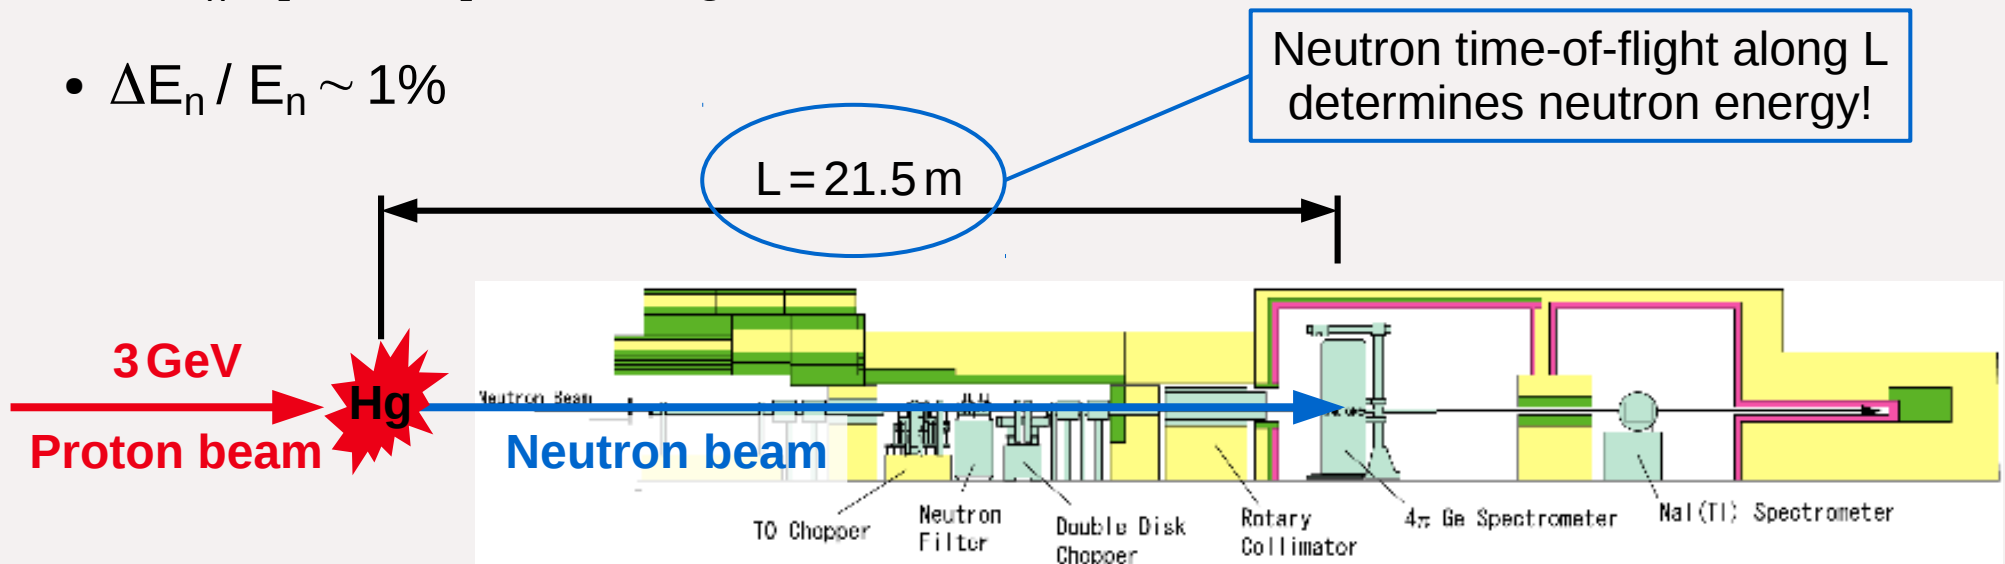 • ΔEn / En ~ 1%
Neutron time-of-flight along L
determines neutron energy!
L = 21.5 m
3 GeV
Hg
Proton beam
Neutron Beam
Neutron beam
T0 Chopper
Neutron
Filter
Double Disk
Chopper
Rotary
Collimator
4π Ge Spectrometer
NaI(Tl) Spectrometer